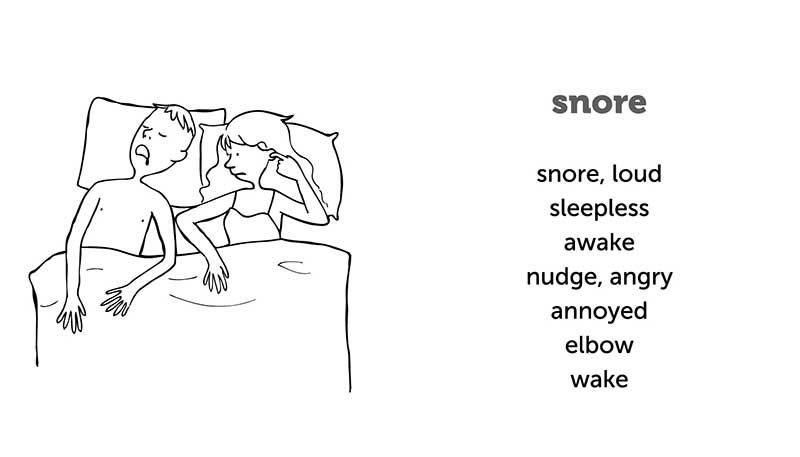 snore
snore, loud
sleepless
awake
nudge, angry
annoyed
elbow
wake